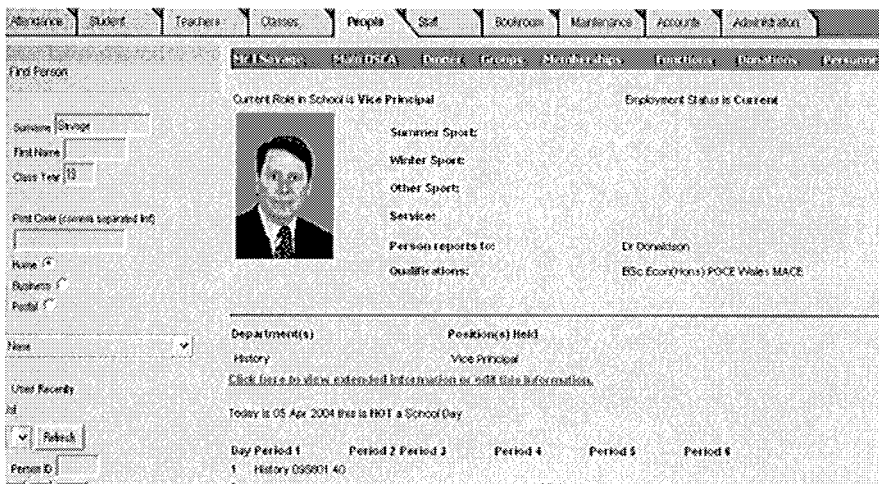 Attendance Student Teachers Classes People Staff Bookroom Maintenance Accounts Administration
Find Person
Mr I Savage Main DSLA Dinner Groups Memberships Functions Donations Personnel
Current Role in School is Vice Principal
Employment Status is Current
Surname Savage
First Name
Class Year 13
Post Code (comma separated list)
Home
Business
Postal
None
Used Recently
Refresh
Person ID
Summer Sport:
Winter Sport:
Other Sport:
Service:
Person reports to: Dr Donaldson
Qualifications: BSc Econ(Hons) PGCE Wales MACE
Department(s) Position(s) Held
History Vice Principal
Click here to view extended information or edit this information.
Today is 05 Apr 2004 this is NOT a School Day
Day Period 1 Period 2 Period 3 Period 4 Period 5 Period 6
1 History